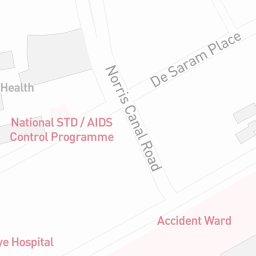 De Saram Place
Health
Norris Canal Road
National STD / AIDS
Control Programme
Accident Ward
ye Hospital